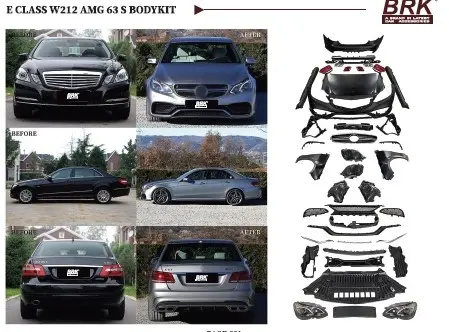 E CLASS W212 AMG 63 S BODYKIT
BRK
A BRAND IN LATEST
CAR ACCESSORIES
BEFORE
AFTER
BRK
BRK
BEFORE
AFTER
BEFORE
AFTER
BRK
BRK